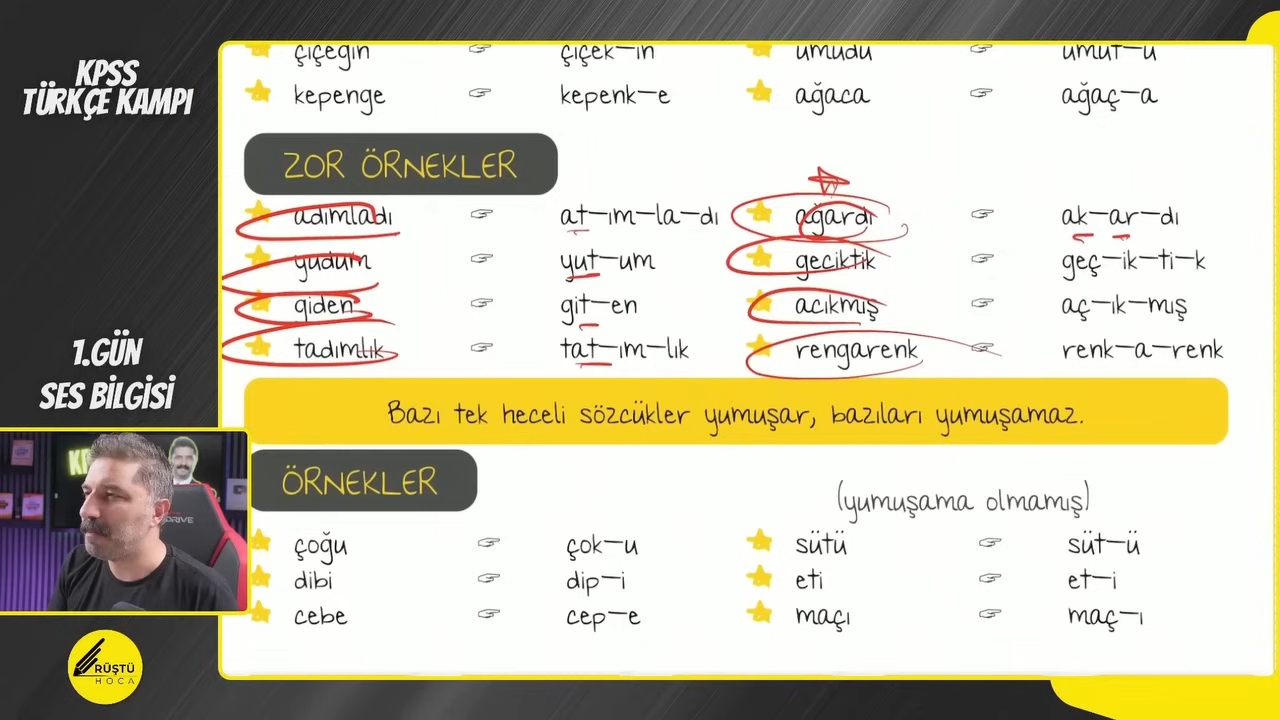 KPSS
TÜRKÇE KAMPI
1.GÜN
SES BİLGİSİ
RÜŞTÜ
HOCA
çiçeğin ☞ çiçek–in
umudu ☞ umut–u
kepenge ☞ kepenk–e
ağaca ☞ ağaç–a
ZOR ÖRNEKLER
adımladı ☞ at–ım–la–dı
ağardı ☞ ak–ar–dı
yudum ☞ yut–um
geciktik ☞ geç–ik–ti–k
giden ☞ git–en
acıkmış ☞ aç–ık–mış
tadımlık ☞ tat–ım–lık
rengarenk ☞ renk–a–renk
Bazı tek heceli sözcükler yumuşar, bazıları yumuşamaz.
ÖRNEKLER
(yumuşama olmamış)
çoğu ☞ çok–u
sütü ☞ süt–ü
dibi ☞ dip–i
eti ☞ et–i
cebe ☞ cep–e
maçı ☞ maç–ı